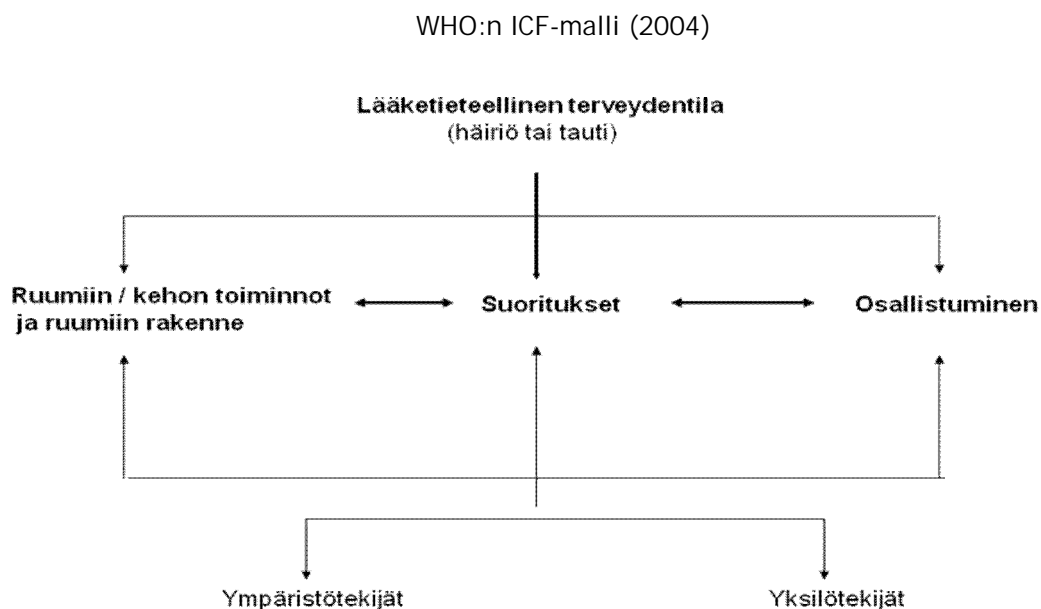 WHO:n ICF-malli (2004)
Lääketieteellinen terveydentila
(häiriö tai tauti)
Ruumiin / kehon toiminnot
ja ruumiin rakenne
Suoritukset
Osallistuminen
Ympäristötekijät
Yksilötekijät